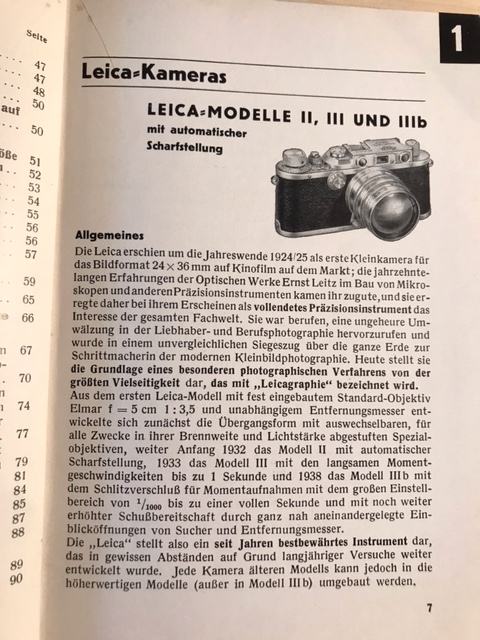 Seite
47
47
48
50
auf
50
öße 51
52
53
54
55
56
56
57
59
65
66
67
70
74
77
79
81
84
85
87
88
89
90
1
Leica-Kameras
LEICA-MODELLE II, III UND IIIb
mit automatischer
Scharfstellung
Allgemeines
Die Leica erschien um die Jahreswende 1924/25 als erste Kleinkamera für
das Bildformat 24×36 mm auf Kinofilm auf dem Markt; die jahrzehnte-
langen Erfahrungen der Optischen Werke Ernst Leitz im Bau von Mikro-
skopen und anderen Präzisionsinstrumenten kamen ihr zugute, und sie er-
regte daher bei ihrem Erscheinen als vollendetes Präzisionsinstrument das
Interesse der gesamten Fachwelt. Sie war berufen, eine ungeheure Um-
wälzung in der Liebhaber- und Berufsphotographie hervorzurufen und
wurde in einem unvergleichlichen Siegeszug über die ganze Erde zur
Schrittmacherin der modernen Kleinbildphotographie. Heute stellt sie
die Grundlage eines besonderen photographischen Verfahrens von der
größten Vielseitigkeit dar, das mit „Leicagraphie" bezeichnet wird.
Aus dem ersten Leica-Modell mit fest eingebautem Standard-Objektiv
Elmar f = 5 cm 1 : 3,5 und unabhängigem Entfernungsmesser ent-
wickelte sich zunächst die Übergangsform mit auswechselbaren, für
alle Zwecke in ihrer Brennweite und Lichtstärke abgestuften Spezial-
objektiven, weiter Anfang 1932 das Modell II mit automatischer
Scharfstellung, 1933 das Modell III mit den langsamen Moment-
geschwindigkeiten bis zu 1 Sekunde und 1938 das Modell IIIb mit
dem Schlitzverschluß für Momentaufnahmen mit dem großen Einstell-
bereich von 1/1000 bis zu einer vollen Sekunde und mit noch weiter
erhöhter Schußbereitschaft durch ganz nah aneinandergelegte Ein-
blicköffnungen von Sucher und Entfernungsmesser.
Die „Leica" stellt also ein seit Jahren bestbewährtes Instrument dar,
das in gewissen Abständen auf Grund langjähriger Versuche weiter
entwickelt wurde. Jede Kamera älteren Modells kann jedoch in die
höherwertigen Modelle (außer in Modell IIIb) umgebaut werden.
7